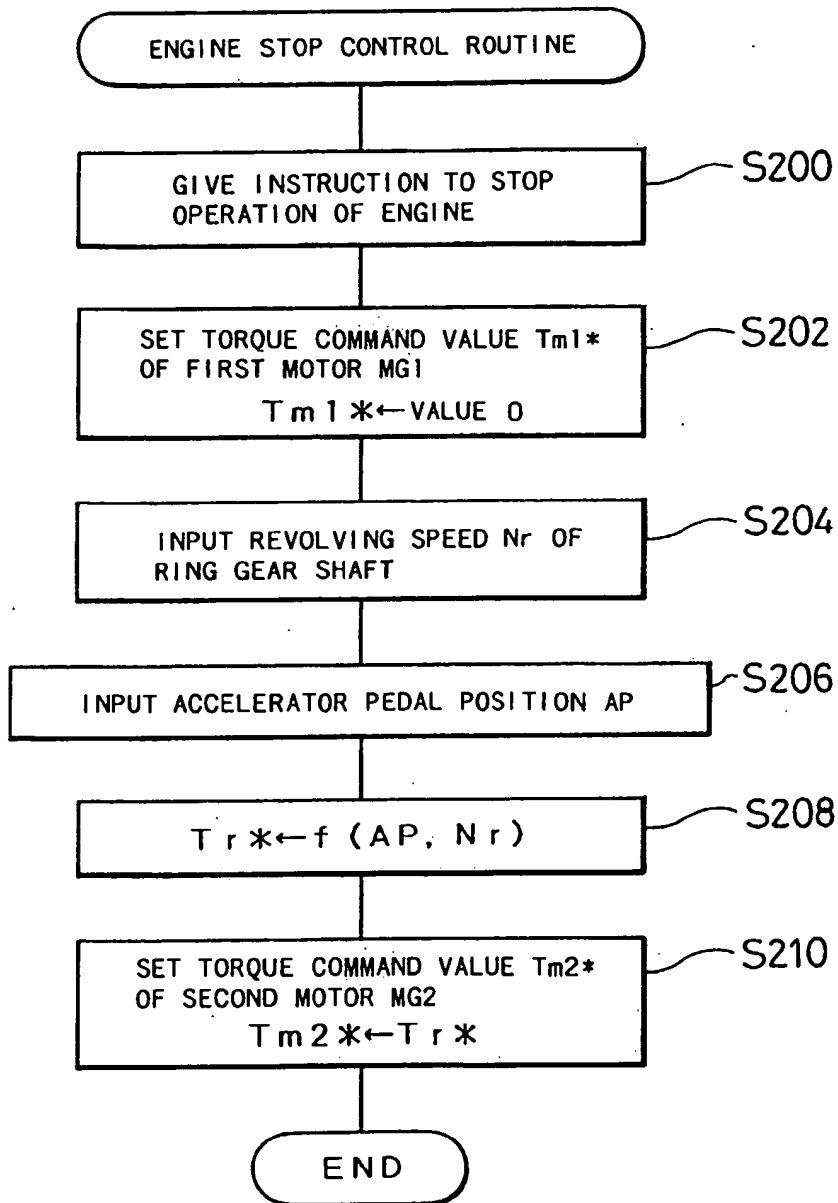 ENGINE STOP CONTROL ROUTINE
GIVE INSTRUCTION TO STOP
OPERATION OF ENGINE
S200
SET TORQUE COMMAND VALUE Tm1*
OF FIRST MOTOR MG1
Tm1*←VALUE 0
S202
INPUT REVOLVING SPEED Nr OF
RING GEAR SHAFT
S204
INPUT ACCELERATOR PEDAL POSITION AP
S206
Tr*←f (AP, Nr)
S208
SET TORQUE COMMAND VALUE Tm2*
OF SECOND MOTOR MG2
Tm2*←Tr*
S210
END